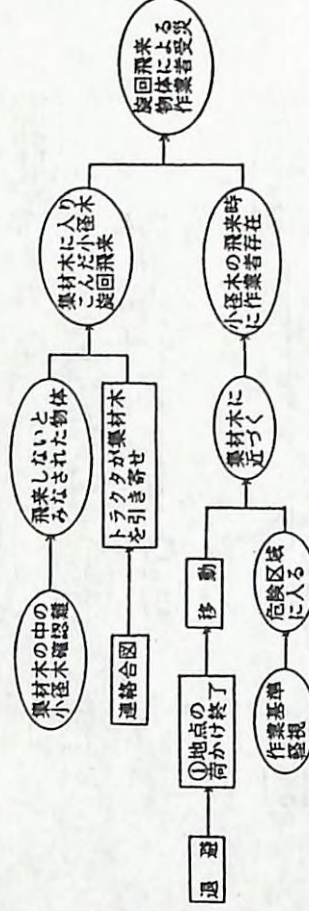 集材木の中の
小径木確認難
飛来しないと
みなされた物体
連絡合図
トラクタが集材木
を引き寄せ
集材木に入り
こんだ小径木
旋回飛来
退 避
①地点の
荷かけ終了
移 動
作業基準
軽視
危険区域
に入る
集材木に
近づく
小径木の飛来時
に作業者存在
旋回飛来
物体による
作業者受災